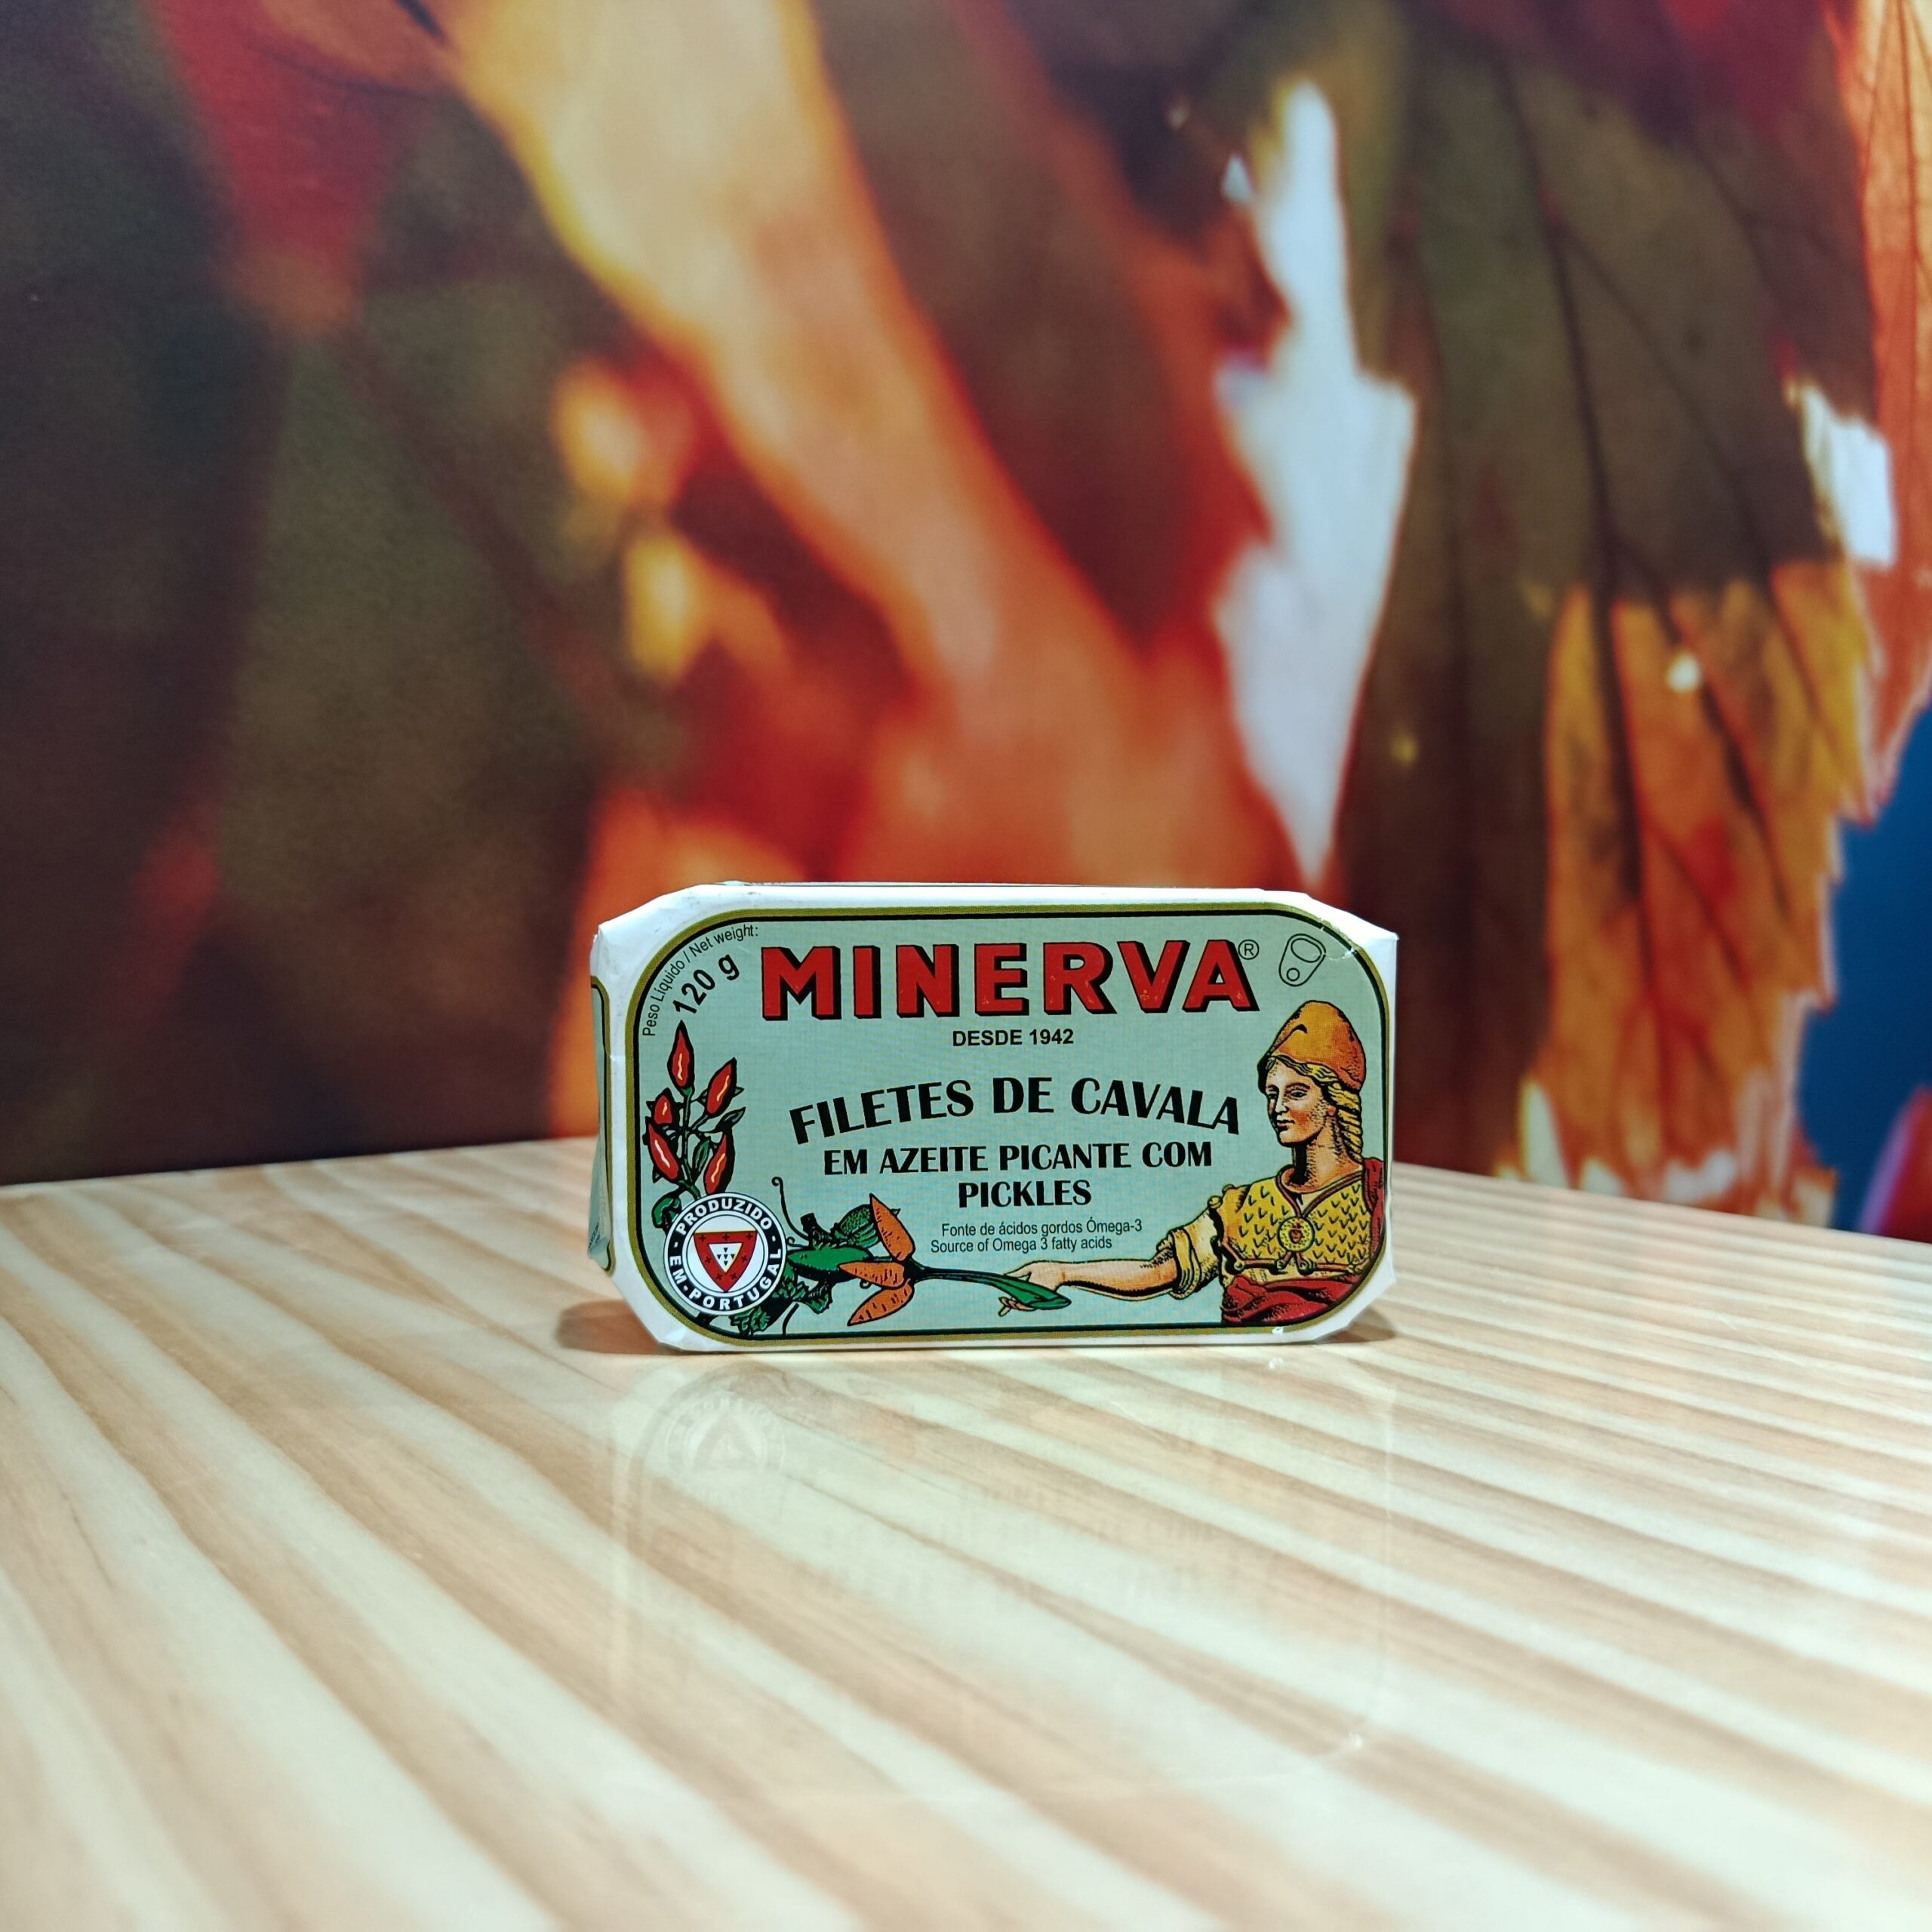 Peso Líquido / Net weight:
120 g
MINERVA®
DESDE 1942
FILETES DE CAVALA
EM AZEITE PICANTE COM
PICKLES
Fonte de ácidos gordos Ómega-3
Source of Omega 3 fatty acids
PRODUZIDO
EM • PORTUGAL